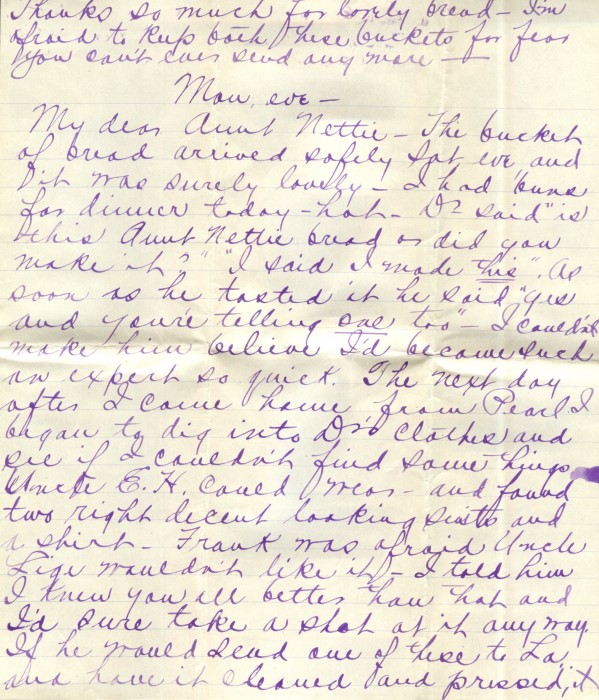 Thanks so much for lovely bread - I'm
afraid to keep both these buckets for fear
you can't ever send any more -
Mon, eve -
My dear Aunt Nettie - The bucket
of bread arrived safely Sat, eve and
it was surely lovely - I had "buns
for dinner today - hot - Dr said "is
this Aunt Nettie bread or did you
make it?" "I said I made this". As
soon as he tasted it he said "yes
and you're telling one too" - I couldn't
make him believe I'd become such
an expert so quick. The next day
after I came home from Pearl I
began to dig into Dr's clothes and
see if I couldn't find some things
Uncle E.H. could wear - and found
two right decent looking suits and
a shirt - Frank was afraid Uncle
Lige wouldn't like it - I told him
I knew you all better than that and
I'd sure take a shot at it any way.
If he would send one of these to La,
and have it cleaned and pressed, it